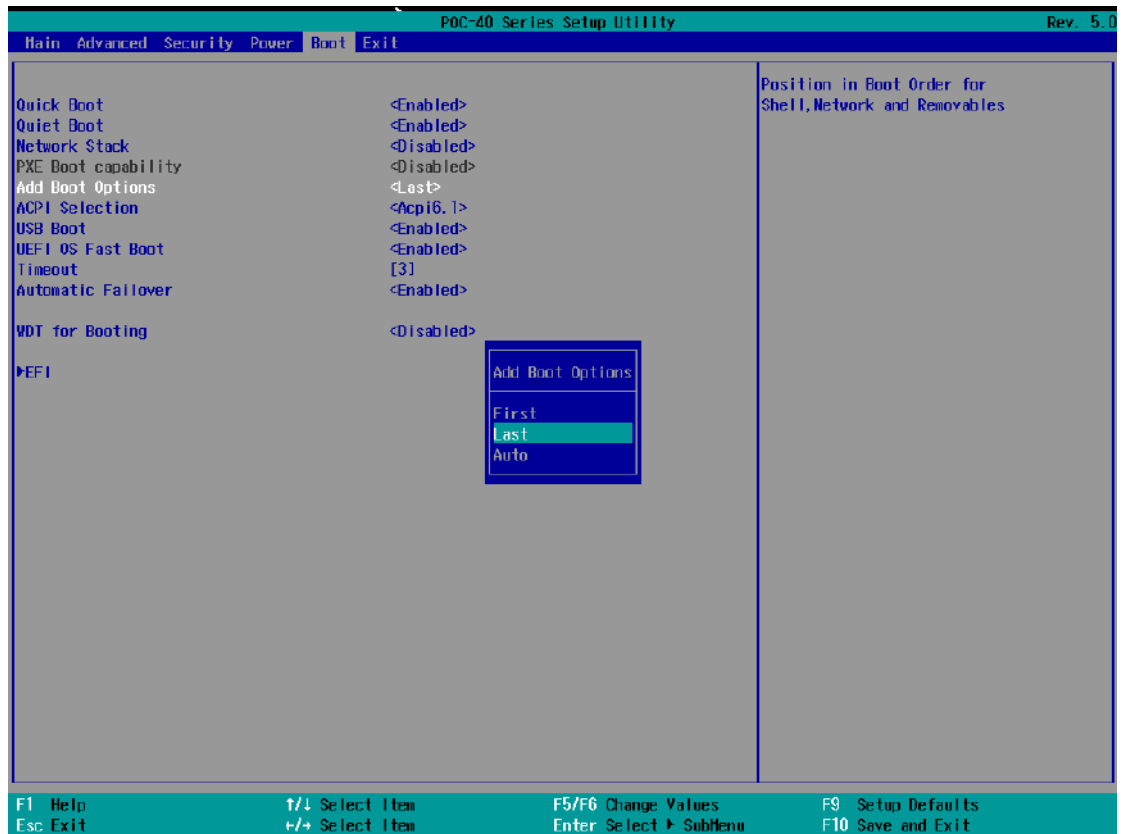 POC-40 Series Setup Utility Rev. 5.0
Main Advanced Security Power Boot Exit
Position in Boot Order for
Shell,Network and Removables
Quick Boot <Enabled>
Quiet Boot <Enabled>
Network Stack <Disabled>
PXE Boot capability <Disabled>
Add Boot Options <Last>
ACPI Selection <Acpi6.1>
USB Boot <Enabled>
UEFI OS Fast Boot <Enabled>
Timeout [3]
Automatic Failover <Enabled>
WDT for Booting <Disabled>
▶EFI
Add Boot Options
First
Last
Auto
F1 Help ↑/↓ Select Item F5/F6 Change Values F9 Setup Defaults
Esc Exit ←/→ Select Item Enter Select ▶ SubMenu F10 Save and Exit